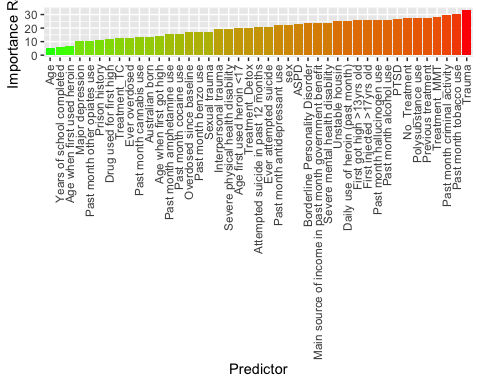 Importance R
30
20
10
0
Age
Years of school completed
Age when first used heroin
Major depression
Past month other opiates use
Prison history
Drug used for first high
Treatment_TC
Ever overdosed
Past month cannabis use
Australian born
Age when first got high
Past month amphetamine use
Past month cocaine use
Overdosed since baseline
Past month benzo use
Sexual trauma
Interpersonal trauma
Severe physical health disability
Age first used heroin <17
Treatment_Detox
Attempted suicide in past 12 months
Ever attempted suicide
Past month antidepressant use
sex
ASPD
Borderline Personality Disorder
Main source of income in past month government benefit
Severe mental health disability
Unstable housin
Daily use of heroin (past month)
First got high >13yrs old
First injected >17yrs old
Past month hallucinogen use
Past month alcohol use
PTSD
No_Treatment
Polysubstance use
Previous treatment
Treatment_MMT
Past month criminal activity
Past month tobacco use
Trauma
Predictor